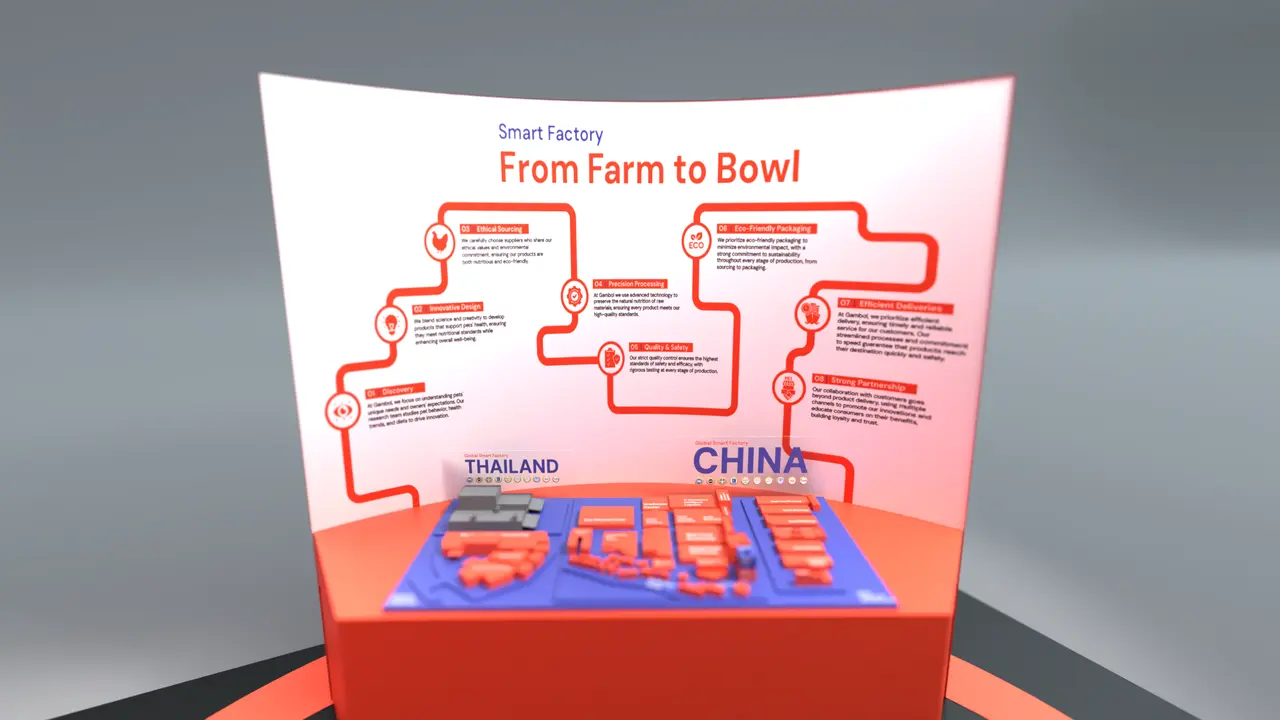 Smart Factory
From Farm to Bowl
01 Discovery
At Gambol, we focus on understanding pets'
unique needs and owners' expectations. Our
research team studies pet behavior, health
trends, and diets to drive innovation.
02 Innovative Design
We blend science and creativity to develop
products that support pets' health, ensuring
they meet nutritional standards while
enhancing overall well-being.
03 Ethical Sourcing
We carefully choose suppliers who share our
ethical values and environmental
commitment, ensuring our products are
both nutritious and eco-friendly.
04 Precision Processing
At Gambol we use advanced technology to
preserve the natural nutrition of raw
materials, ensuring every product meets our
high-quality standards.
05 Quality & Safety
Our strict quality control ensures the highest
standards of safety and efficacy, with
rigorous testing at every stage of production.
ECO
06 Eco-Friendly Packaging
We prioritize eco-friendly packaging to
minimize environmental impact, with a
strong commitment to sustainability
throughout every stage of production, from
sourcing to packaging.
07 Efficient Deliveries
At Gambol, we prioritize efficient
delivery, ensuring timely and reliable
service for our customers. Our
streamlined processes and commitment
to speed guarantee that products reach
their destination quickly and safely.
08 Strong Partnership
Our collaboration with customers goes
beyond product delivery, using multiple
channels to promote our innovations and
educate consumers on their benefits,
building loyalty and trust.
Global Smart Factory
THAILAND
Global Smart Factory
CHINA